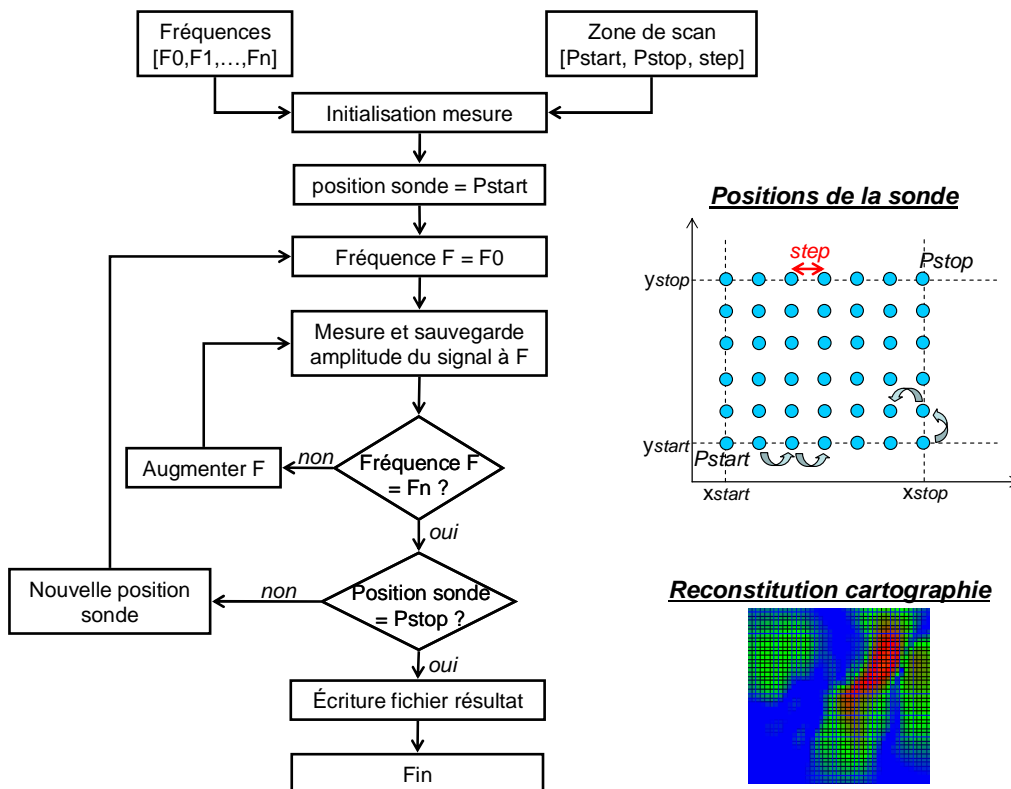 Fréquences
[F0,F1,…,Fn]
Zone de scan
[Pstart, Pstop, step]
Initialisation mesure
position sonde = Pstart
Fréquence F = F0
Mesure et sauvegarde
amplitude du signal à F
Augmenter F
non
Fréquence F
= Fn ?
oui
Nouvelle position
sonde
non
Position sonde
= Pstop ?
oui
Écriture fichier résultat
Fin
Positions de la sonde
step
Pstop
ystop
ystart
Pstart
xstart
xstop
Reconstitution cartographie